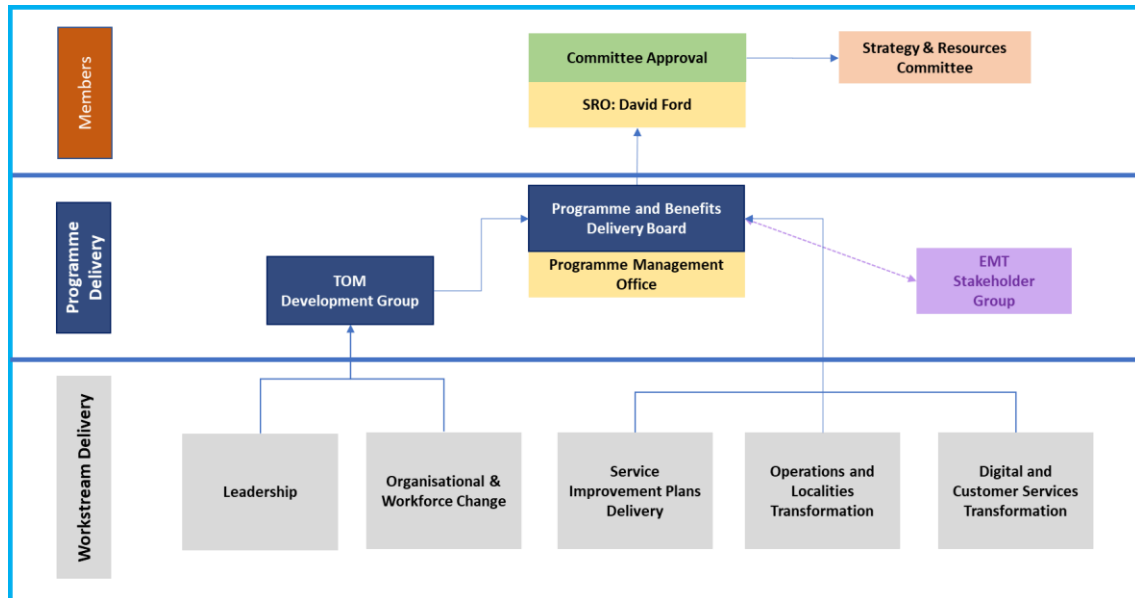 Members
Committee Approval
SRO: David Ford
Strategy & Resources
Committee
Programme
Delivery
Programme and Benefits
Delivery Board
Programme Management
Office
TOM
Development Group
EMT
Stakeholder
Group
Workstream Delivery
Leadership
Organisational &
Workforce Change
Service
Improvement Plans
Delivery
Operations and
Localities
Transformation
Digital and
Customer Services
Transformation